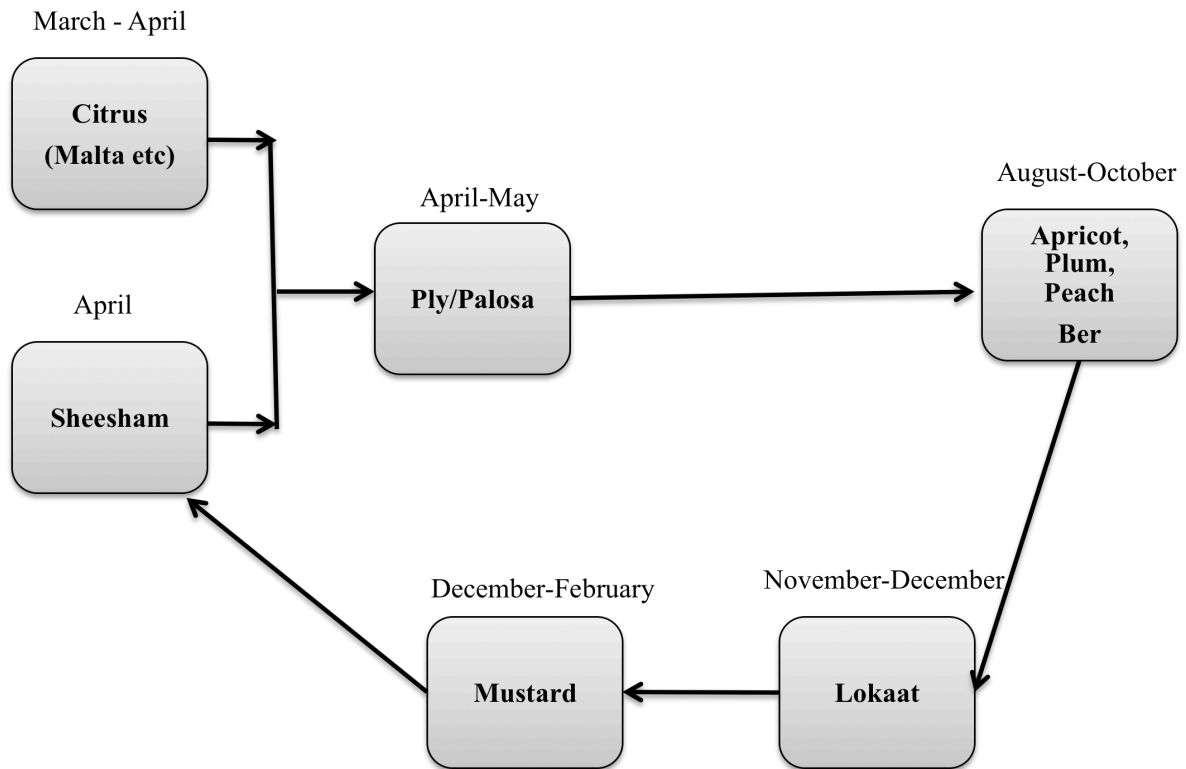 March - April
Citrus
(Malta etc)
April
Sheesham
April-May
Ply/Palosa
August-October
Apricot,
Plum,
Peach
Ber
November-December
Lokaat
December-February
Mustard